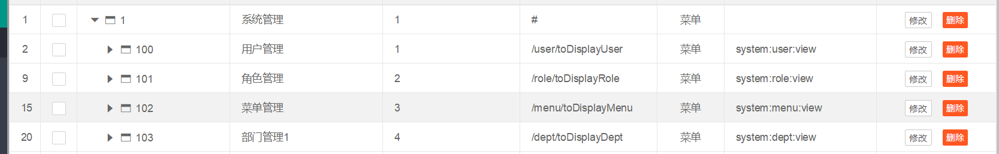 1 1 系统管理 1 # 菜单 修改 删除
2 100 用户管理 1 /user/toDisplayUser 菜单 system:user:view 修改 删除
9 101 角色管理 2 /role/toDisplayRole 菜单 system:role:view 修改 删除
15 102 菜单管理 3 /menu/toDisplayMenu 菜单 system:menu:view 修改 删除
20 103 部门管理1 4 /dept/toDisplayDept 菜单 system:dept:view 修改 删除